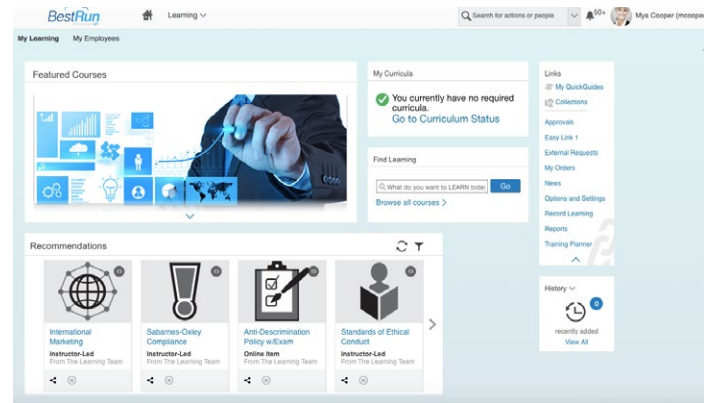 BestRun
Learning
Search for actions or people
50+
Mya Cooper
My Learning
My Employees
Featured Courses
My Curricula
You currently have no required
curricula.
Go to Curriculum Status
Find Learning
What do you want to LEARN today
Go
Browse all courses
Links
My QuickGuides
Collections
Approvals
Easy Link 1
External Requests
My Orders
News
Options and Settings
Record Learning
Reports
Training Planner
History
0
recently added
View All
Recommendations
International
Marketing
Instructor-Led
From The Learning Team
Sabarnes-Oxley
Compliance
Instructor-Led
From The Learning Team
Anti-Descrimination
Policy w/Exam
Online Item
From The Learning Team
Standards of Ethical
Conduct
Instructor-Led
From The Learning Team